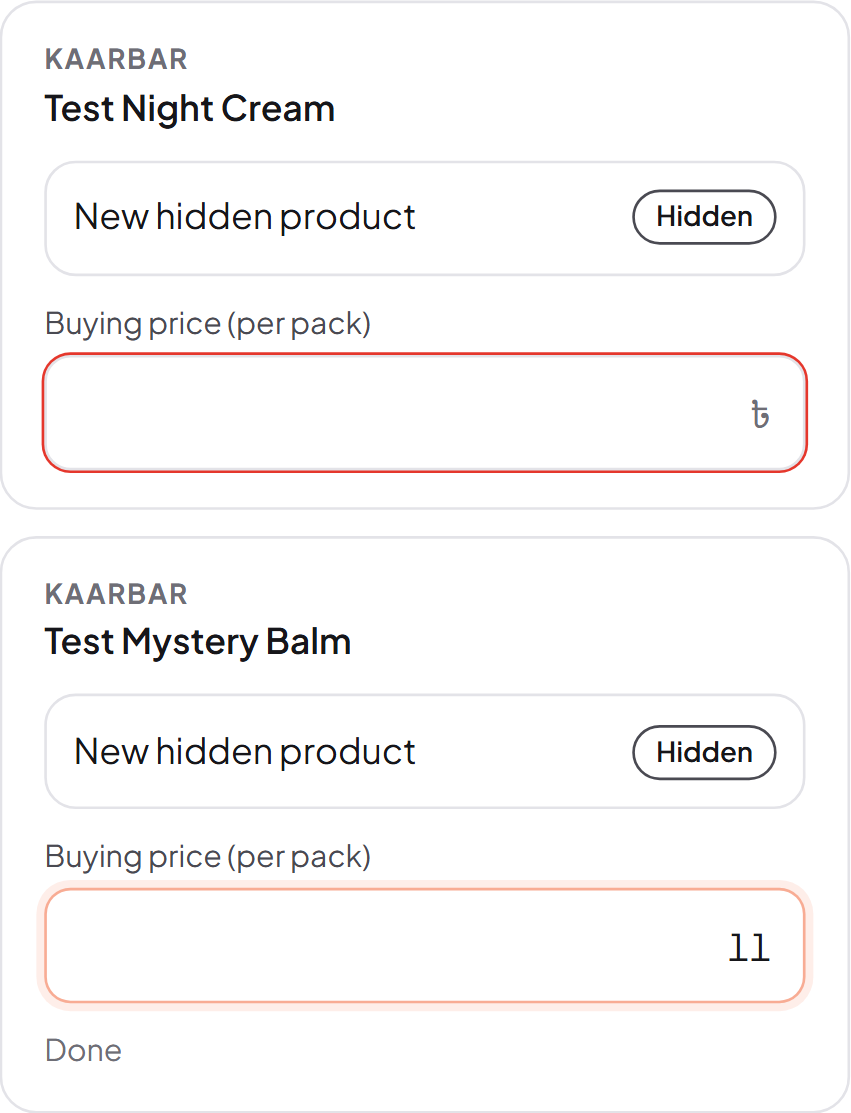 KAARBAR
Test Night Cream
New hidden product
Hidden
Buying price (per pack)
৳
KAARBAR
Test Mystery Balm
New hidden product
Hidden
Buying price (per pack)
11
Done